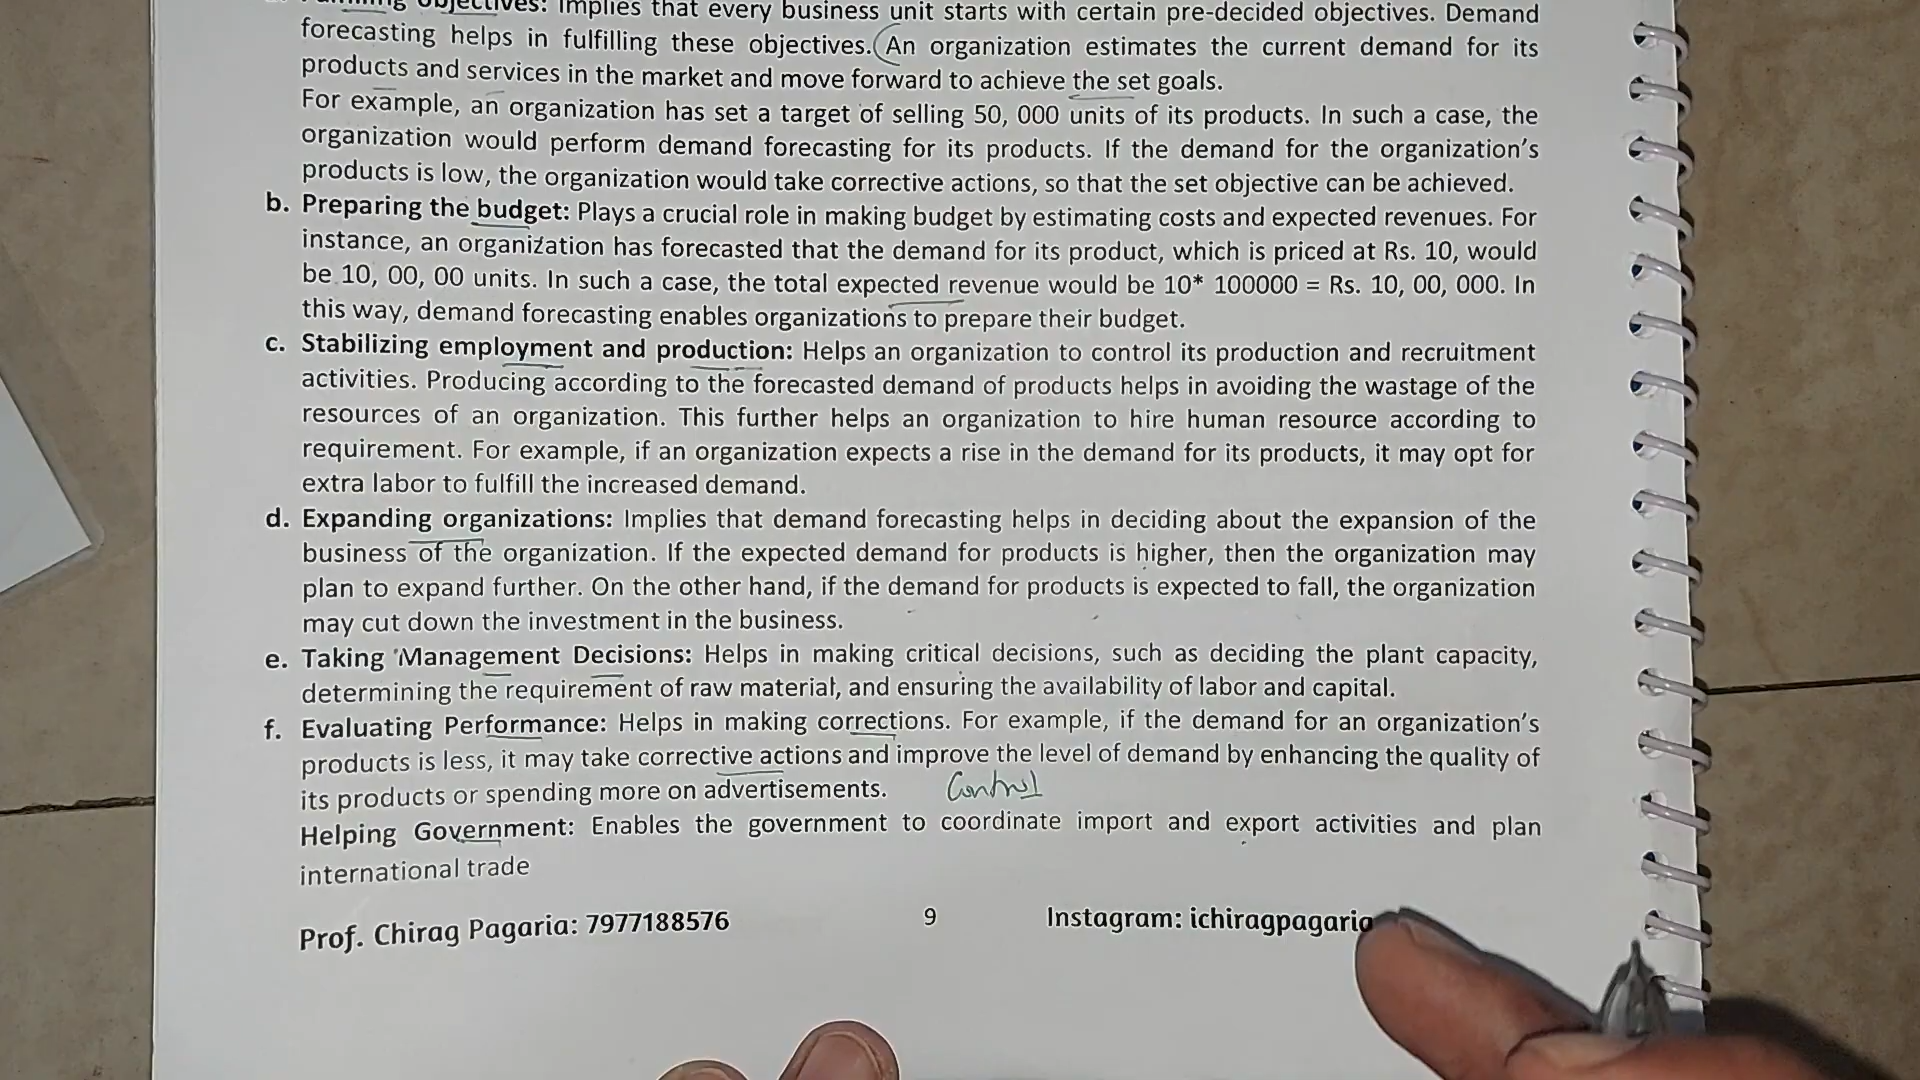 Objectives: Implies that every business unit starts with certain pre-decided objectives. Demand
forecasting helps in fulfilling these objectives. An organization estimates the current demand for its
products and services in the market and move forward to achieve the set goals.
For example, an organization has set a target of selling 50, 000 units of its products. In such a case, the
organization would perform demand forecasting for its products. If the demand for the organization's
products is low, the organization would take corrective actions, so that the set objective can be achieved.
b. Preparing the budget: Plays a crucial role in making budget by estimating costs and expected revenues. For
instance, an organization has forecasted that the demand for its product, which is priced at Rs. 10, would
be 10, 00, 00 units. In such a case, the total expected revenue would be 10* 100000 = Rs. 10, 00, 000. In
this way, demand forecasting enables organizations to prepare their budget.
c. Stabilizing employment and production: Helps an organization to control its production and recruitment
activities. Producing according to the forecasted demand of products helps in avoiding the wastage of the
resources of an organization. This further helps an organization to hire human resource according to
requirement. For example, if an organization expects a rise in the demand for its products, it may opt for
extra labor to fulfill the increased demand.
d. Expanding organizations: Implies that demand forecasting helps in deciding about the expansion of the
business of the organization. If the expected demand for products is higher, then the organization may
plan to expand further. On the other hand, if the demand for products is expected to fall, the organization
may cut down the investment in the business.
e. Taking Management Decisions: Helps in making critical decisions, such as deciding the plant capacity,
determining the requirement of raw material, and ensuring the availability of labor and capital.
f. Evaluating Performance: Helps in making corrections. For example, if the demand for an organization's
products is less, it may take corrective actions and improve the level of demand by enhancing the quality of
its products or spending more on advertisements. Control
Helping Government: Enables the government to coordinate import and export activities and plan
international trade
Prof. Chirag Pagaria: 7977188576 9 Instagram: ichiragpagaria